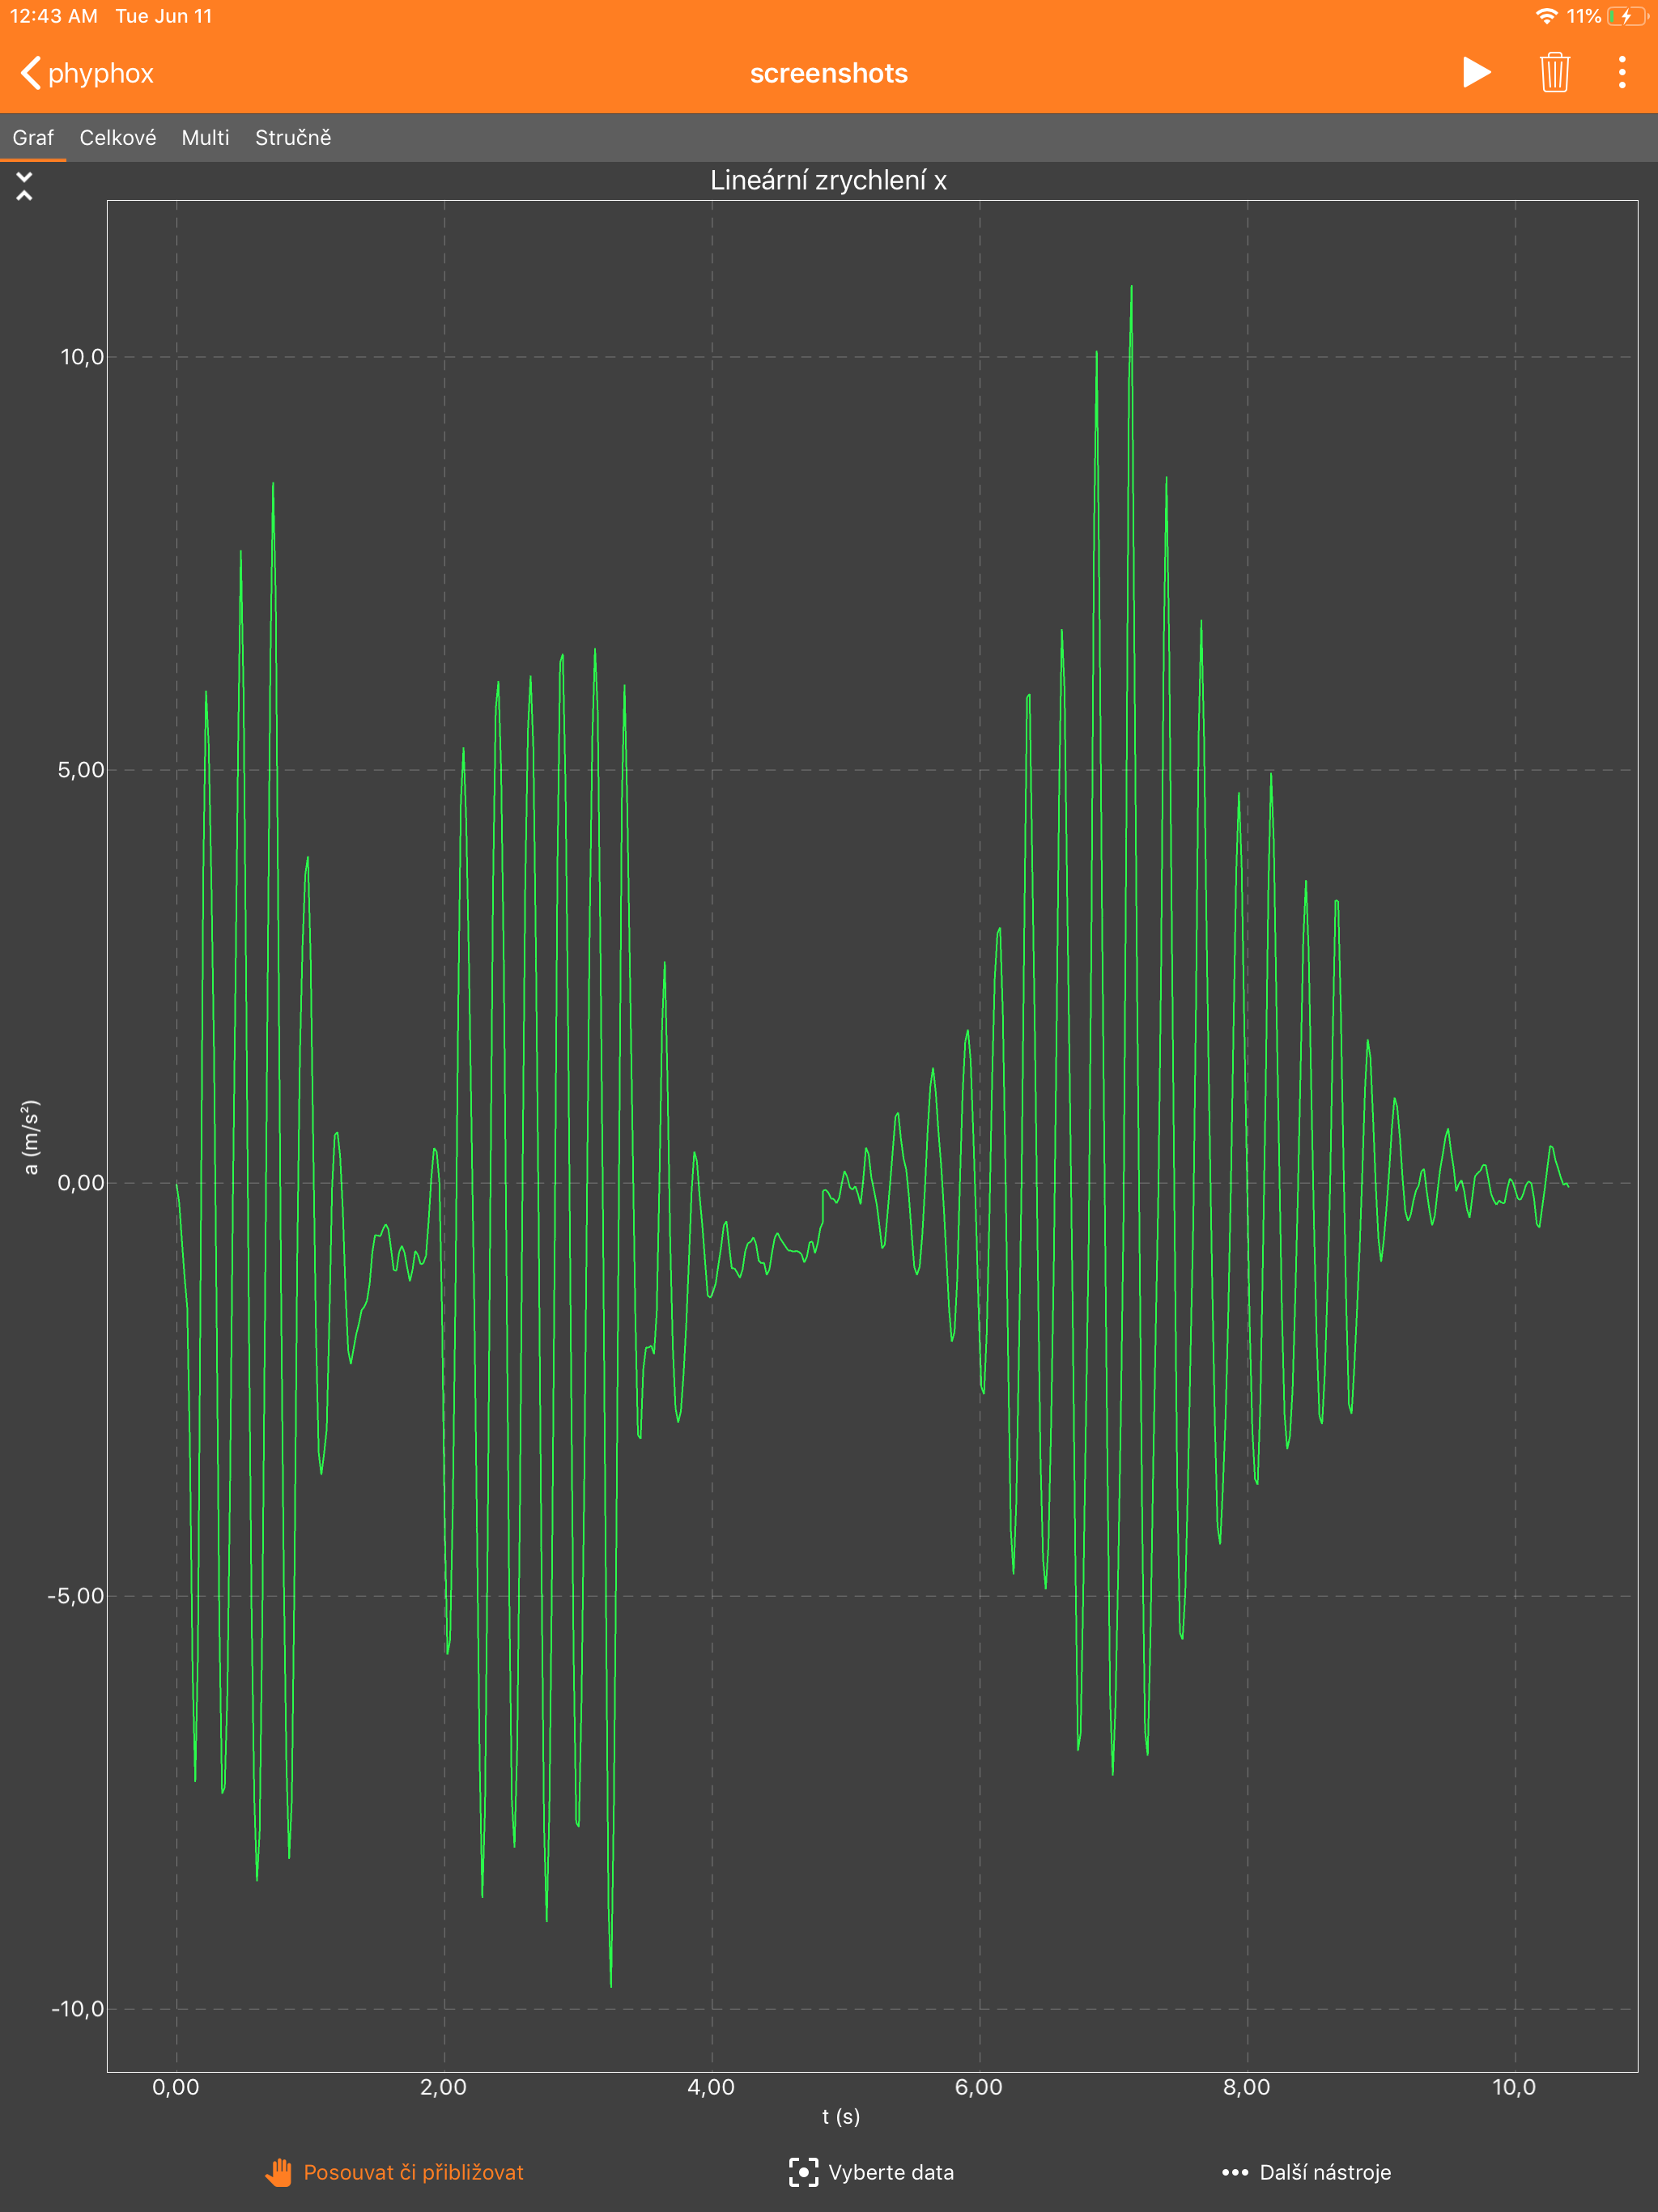 12:43 AM Tue Jun 11 11%
phyphox screenshots
Graf Celkové Multi Stručně
Lineární zrychlení x
10,0
5,00
0,00
-5,00
-10,0
a (m/s²)
0,00 2,00 4,00 6,00 8,00 10,0
t (s)
Posouvat či přibližovat Vyberte data Další nástroje